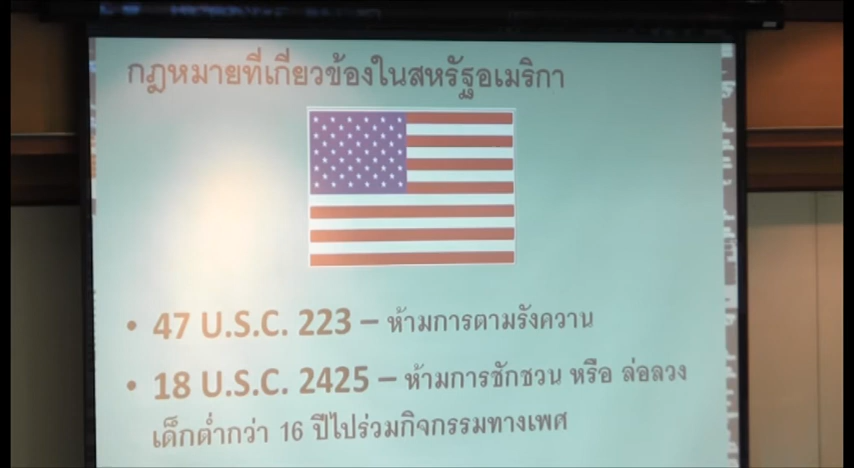 กฎหมายที่เกี่ยวข้องในสหรัฐอเมริกา
• 47 U.S.C. 223 – ห้ามการตามรังควาน
• 18 U.S.C. 2425 – ห้ามการชักชวน หรือ ล่อลวง
เด็กต่ำกว่า 16 ปีไปร่วมกิจกรรมทางเพศ